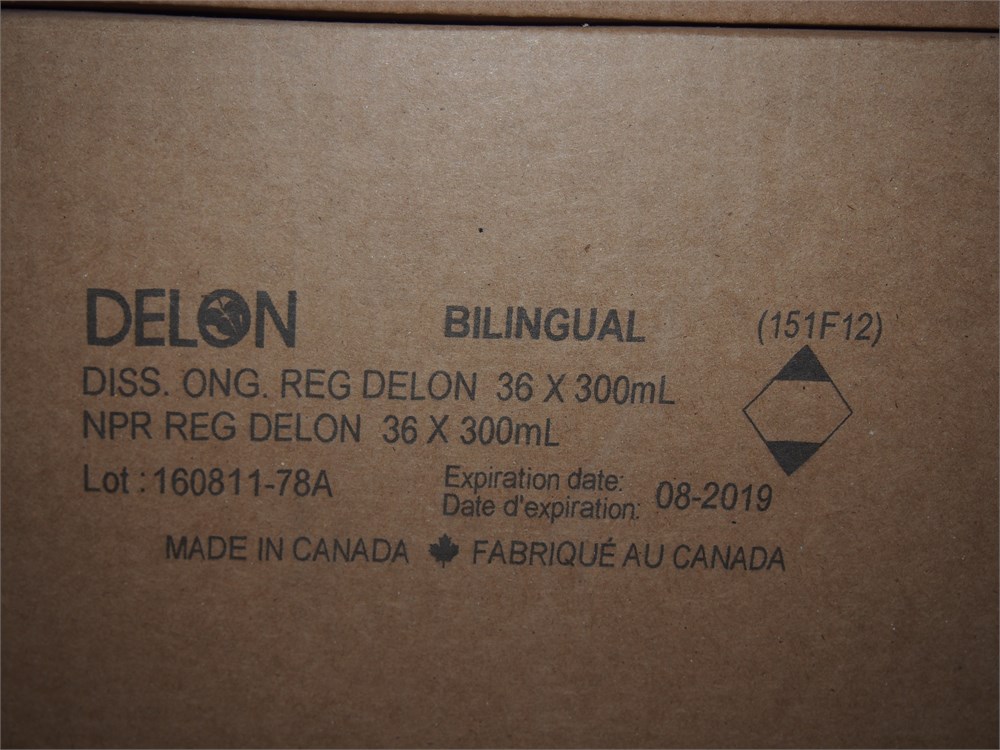 DELON BILINGUAL (151F12)
DISS. ONG. REG DELON 36 X 300mL
NPR REG DELON 36 X 300mL
Lot : 160811-78A
Expiration date: 08-2019
Date d'expiration:
MADE IN CANADA FABRIQUÉ AU CANADA